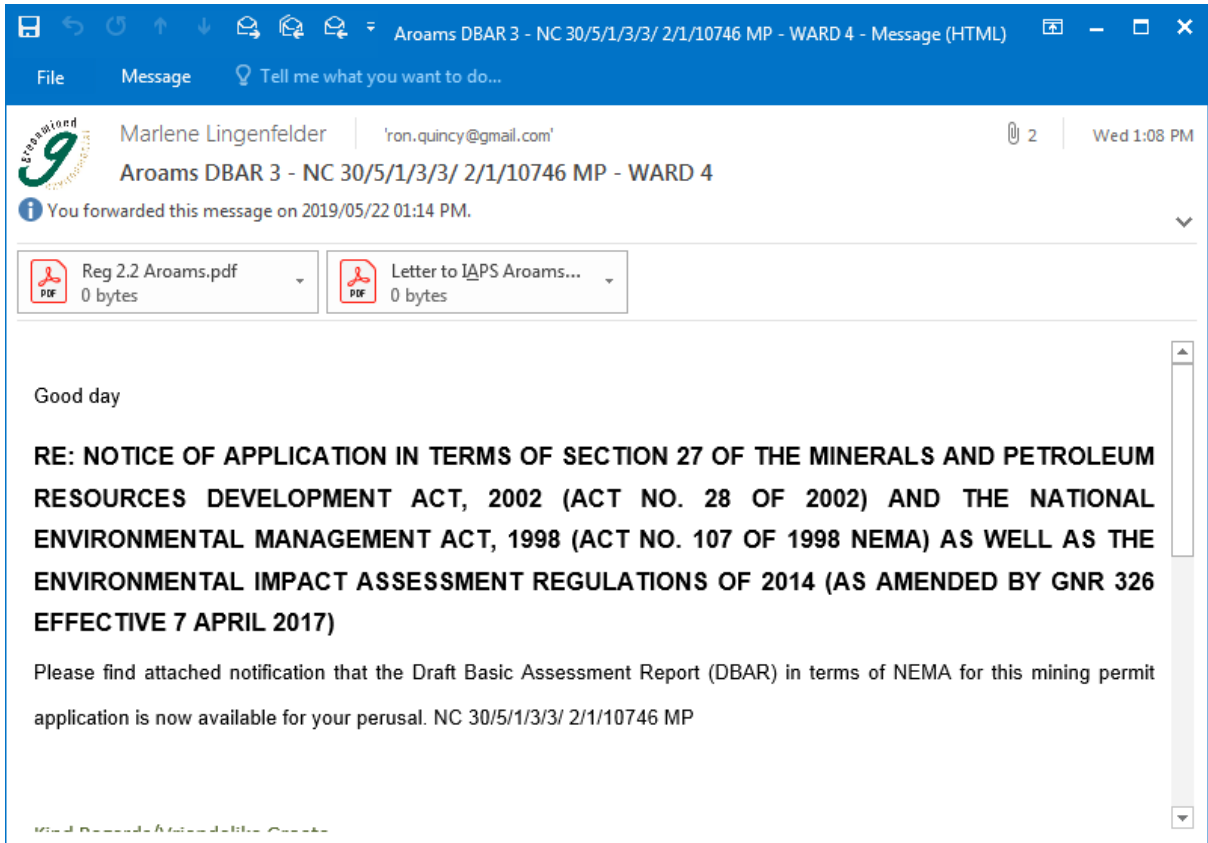 Aroams DBAR 3 - NC 30/5/1/3/3/ 2/1/10746 MP - WARD 4 - Message (HTML)
File Message Tell me what you want to do...
Marlene Lingenfelder 'ron.quincy@gmail.com' 2 Wed 1:08 PM
Aroams DBAR 3 - NC 30/5/1/3/3/ 2/1/10746 MP - WARD 4
You forwarded this message on 2019/05/22 01:14 PM.
Reg 2.2 Aroams.pdf Letter to IAPS Aroams...
PDF 0 bytes PDF 0 bytes
Good day
RE: NOTICE OF APPLICATION IN TERMS OF SECTION 27 OF THE MINERALS AND PETROLEUM
RESOURCES DEVELOPMENT ACT, 2002 (ACT NO. 28 OF 2002) AND THE NATIONAL
ENVIRONMENTAL MANAGEMENT ACT, 1998 (ACT NO. 107 OF 1998 NEMA) AS WELL AS THE
ENVIRONMENTAL IMPACT ASSESSMENT REGULATIONS OF 2014 (AS AMENDED BY GNR 326
EFFECTIVE 7 APRIL 2017)
Please find attached notification that the Draft Basic Assessment Report (DBAR) in terms of NEMA for this mining permit
application is now available for your perusal. NC 30/5/1/3/3/ 2/1/10746 MP
Kind Regards/Vriendelike Groete